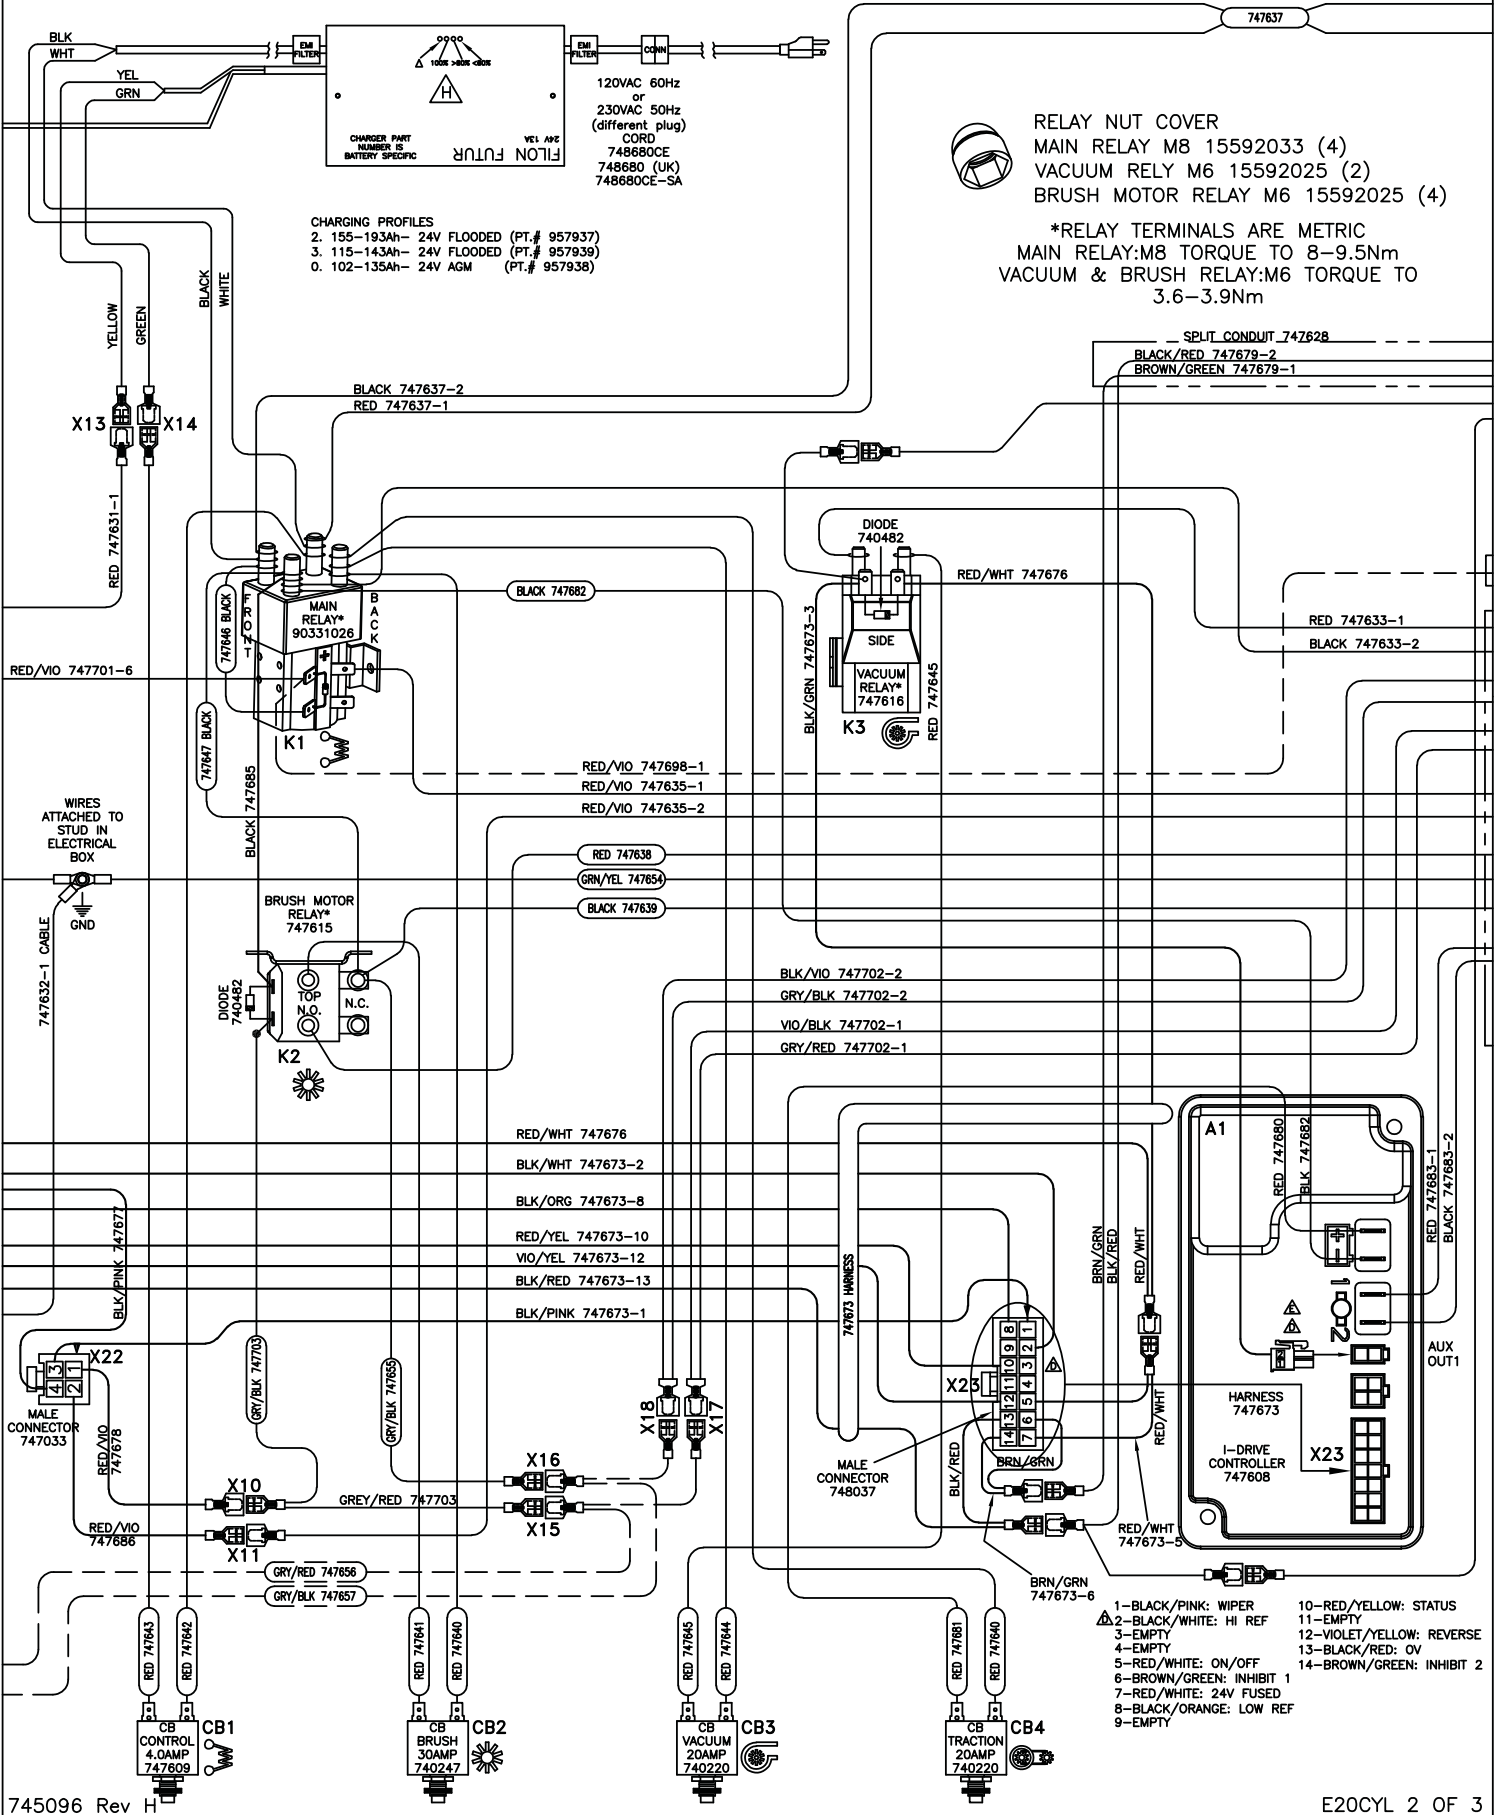 747637
BLK
WHT
YEL
GRN
EMI
FILTER
100% >80% <80%
H
CHARGER PART
NUMBER IS
BATTERY SPECIFIC
FILON FUTUR
24V 13A
EMI
FILTER
CONN
120VAC 60Hz
or
230VAC 50Hz
(different plug)
CORD
748680CE
748680 (UK)
748680CE-SA
RELAY NUT COVER
MAIN RELAY M8 15592033 (4)
VACUUM RELY M6 15592025 (2)
BRUSH MOTOR RELAY M6 15592025 (4)
*RELAY TERMINALS ARE METRIC
MAIN RELAY:M8 TORQUE TO 8-9.5Nm
VACUUM & BRUSH RELAY:M6 TORQUE TO
3.6-3.9Nm
CHARGING PROFILES
2. 155-193Ah- 24V FLOODED (PT.# 957937)
3. 115-143Ah- 24V FLOODED (PT.# 957939)
0. 102-135Ah- 24V AGM (PT.# 957938)
BLACK
WHITE
YELLOW
GREEN
SPLIT CONDUIT 747628
BLACK/RED 747679-2
BROWN/GREEN 747679-1
BLACK 747637-2
RED 747637-1
X13
X14
RED 747631-1
DIODE
740482
RED/WHT 747676
BLACK 747682
FRONT
BACK
MAIN
RELAY*
90331026
+
747646 BLACK
SIDE
VACUUM
RELAY*
747616
K3
BLK/GRN 747673-3
RED 747645
RED 747633-1
BLACK 747633-2
RED/VIO 747701-6
747647 BLACK
K1
BLACK 747685
RED/VIO 747698-1
RED/VIO 747635-1
RED/VIO 747635-2
WIRES
ATTACHED TO
STUD IN
ELECTRICAL
BOX
GND
RED 747638
GRN/YEL 747654
BLACK 747639
747632-1 CABLE
BRUSH MOTOR
RELAY*
747615
DIODE
740482
TOP
N.O.
N.C.
K2
BLK/VIO 747702-2
GRY/BLK 747702-2
VIO/BLK 747702-1
GRY/RED 747702-1
RED/WHT 747676
BLK/WHT 747673-2
BLK/ORG 747673-8
RED/YEL 747673-10
VIO/YEL 747673-12
BLK/RED 747673-13
BLK/PINK 747673-1
BLK/PINK 747677
747673 HARNESS
BRN/GRN
BLK/RED
RED/WHT
A1
RED 747680
BLK 747682
RED 747683-1
BLACK 747683-2
+
-
1
2
E
D
AUX
OUT1
HARNESS
747673
I-DRIVE
CONTROLLER
747608
X23
X22
3 1
4 2
MALE
CONNECTOR
747033
RED/VIO
747678
GRY/BLK 747703
GRY/BLK 747655
X18
X17
X23
8 1
9 2
10 3
11 4
12 5
13 6
14 7
D
MALE
CONNECTOR
748037
BRN/GRN
BLK/RED
RED/WHT
X10
GREY/RED 747703
X16
X15
RED/VIO
747686
X11
RED/WHT
747673-5
BRN/GRN
747673-6
GRY/RED 747656
GRY/BLK 747657
RED 747643
RED 747642
RED 747641
RED 747640
RED 747645
RED 747644
RED 747681
RED 747640
1-BLACK/PINK: WIPER
D 2-BLACK/WHITE: HI REF
3-EMPTY
4-EMPTY
5-RED/WHITE: ON/OFF
6-BROWN/GREEN: INHIBIT 1
7-RED/WHITE: 24V FUSED
8-BLACK/ORANGE: LOW REF
9-EMPTY
10-RED/YELLOW: STATUS
11-EMPTY
12-VIOLET/YELLOW: REVERSE
13-BLACK/RED: 0V
14-BROWN/GREEN: INHIBIT 2
CB
CONTROL
4.0AMP
747609
CB1
CB
BRUSH
30AMP
740247
CB2
CB
VACUUM
20AMP
740220
CB3
CB
TRACTION
20AMP
740220
CB4
745096 Rev H
E20CYL 2 OF 3